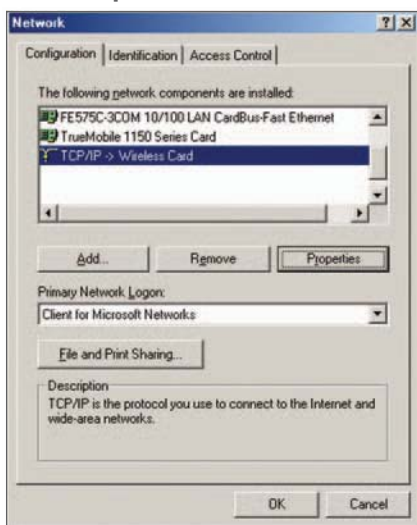 Network
Configuration Identification Access Control
The following network components are installed:
FE575C-3COM 10/100 LAN CardBus-Fast Ethernet
TrueMobile 1150 Series Card
TCP/IP -> Wireless Card
Add... Remove Properties
Primary Network Logon:
Client for Microsoft Networks
File and Print Sharing...
Description
TCP/IP is the protocol you use to connect to the Internet and
wide-area networks.
OK Cancel